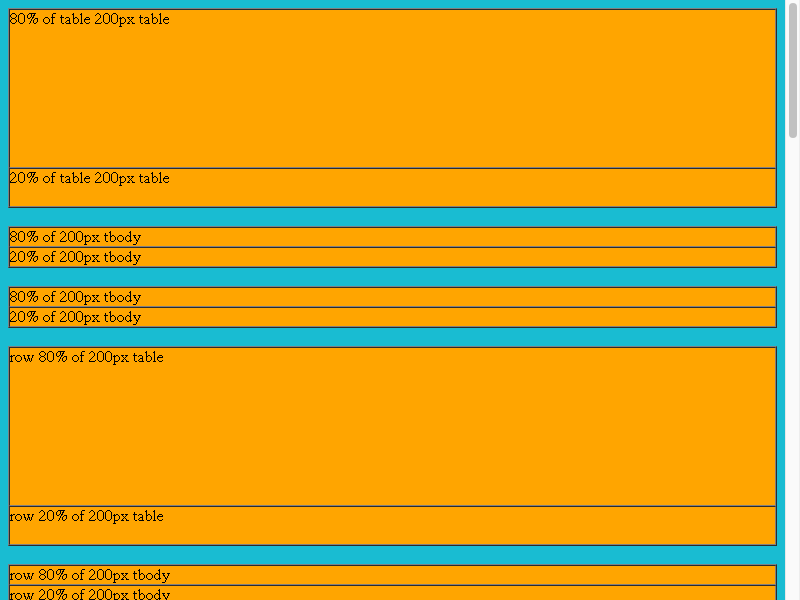 80% of table 200px table
20% of table 200px table
80% of 200px tbody
20% of 200px tbody
80% of 200px tbody
20% of 200px tbody
row 80% of 200px table
row 20% of 200px table
row 80% of 200px tbody
row 20% of 200px tbody